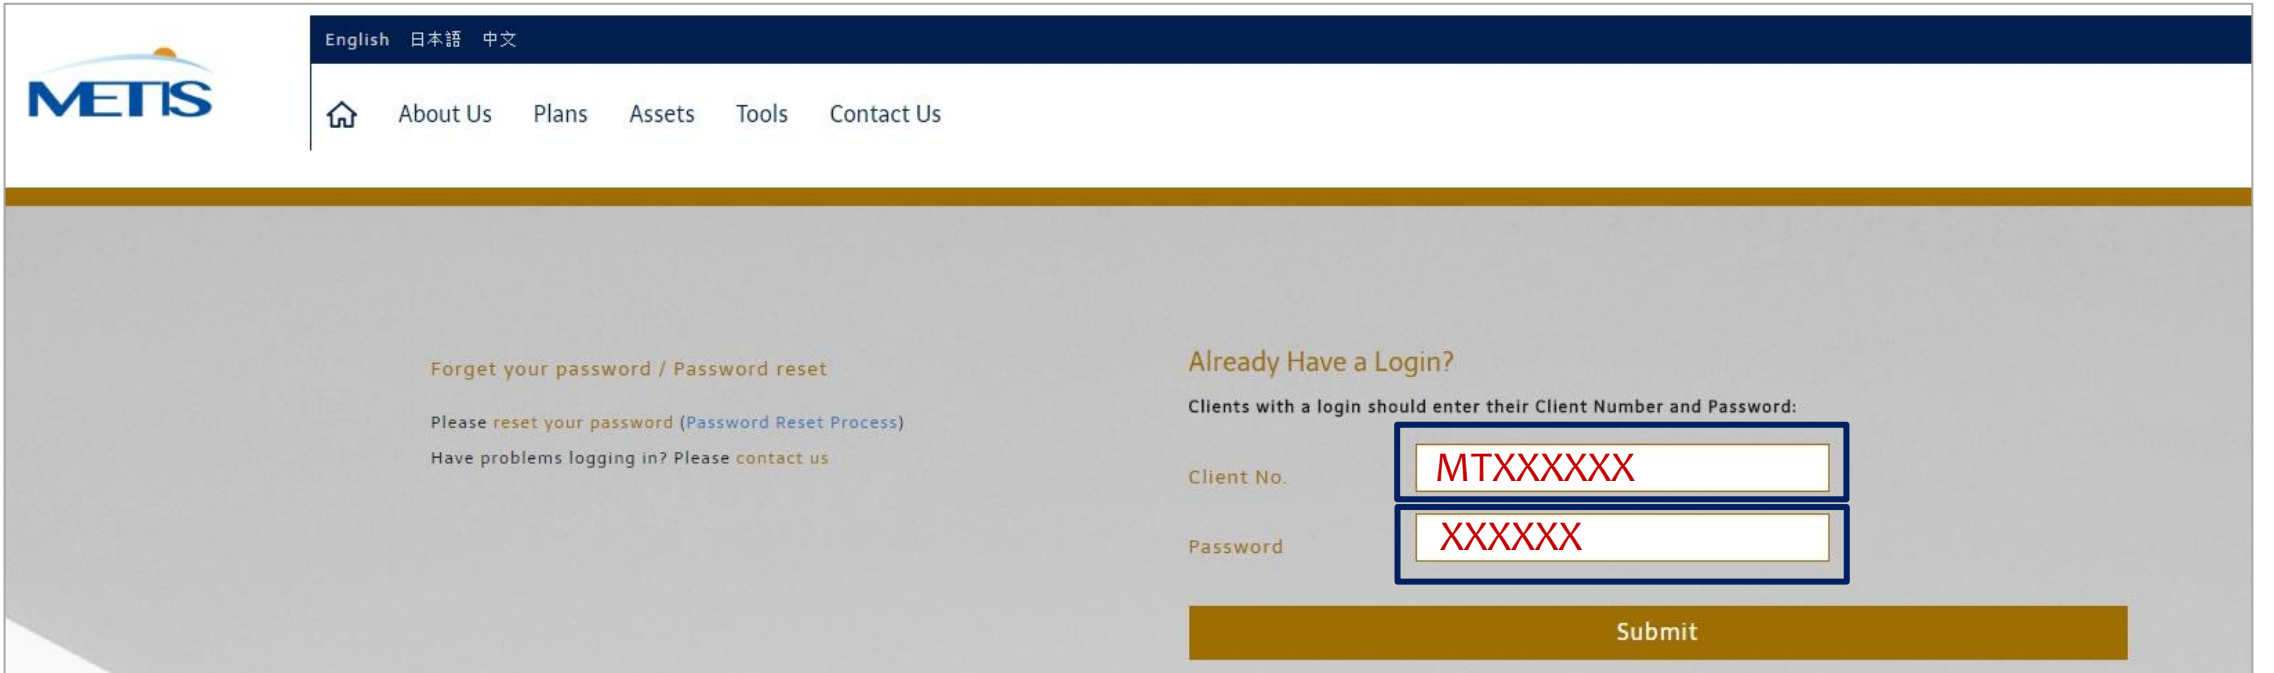 METIS
English 日本語 中文
About Us Plans Assets Tools Contact Us
Forget your password / Password reset
Please reset your password (Password Reset Process)
Have problems logging in? Please contact us
Already Have a Login?
Clients with a login should enter their Client Number and Password:
Client No. MTXXXXXX
Password XXXXXX
Submit